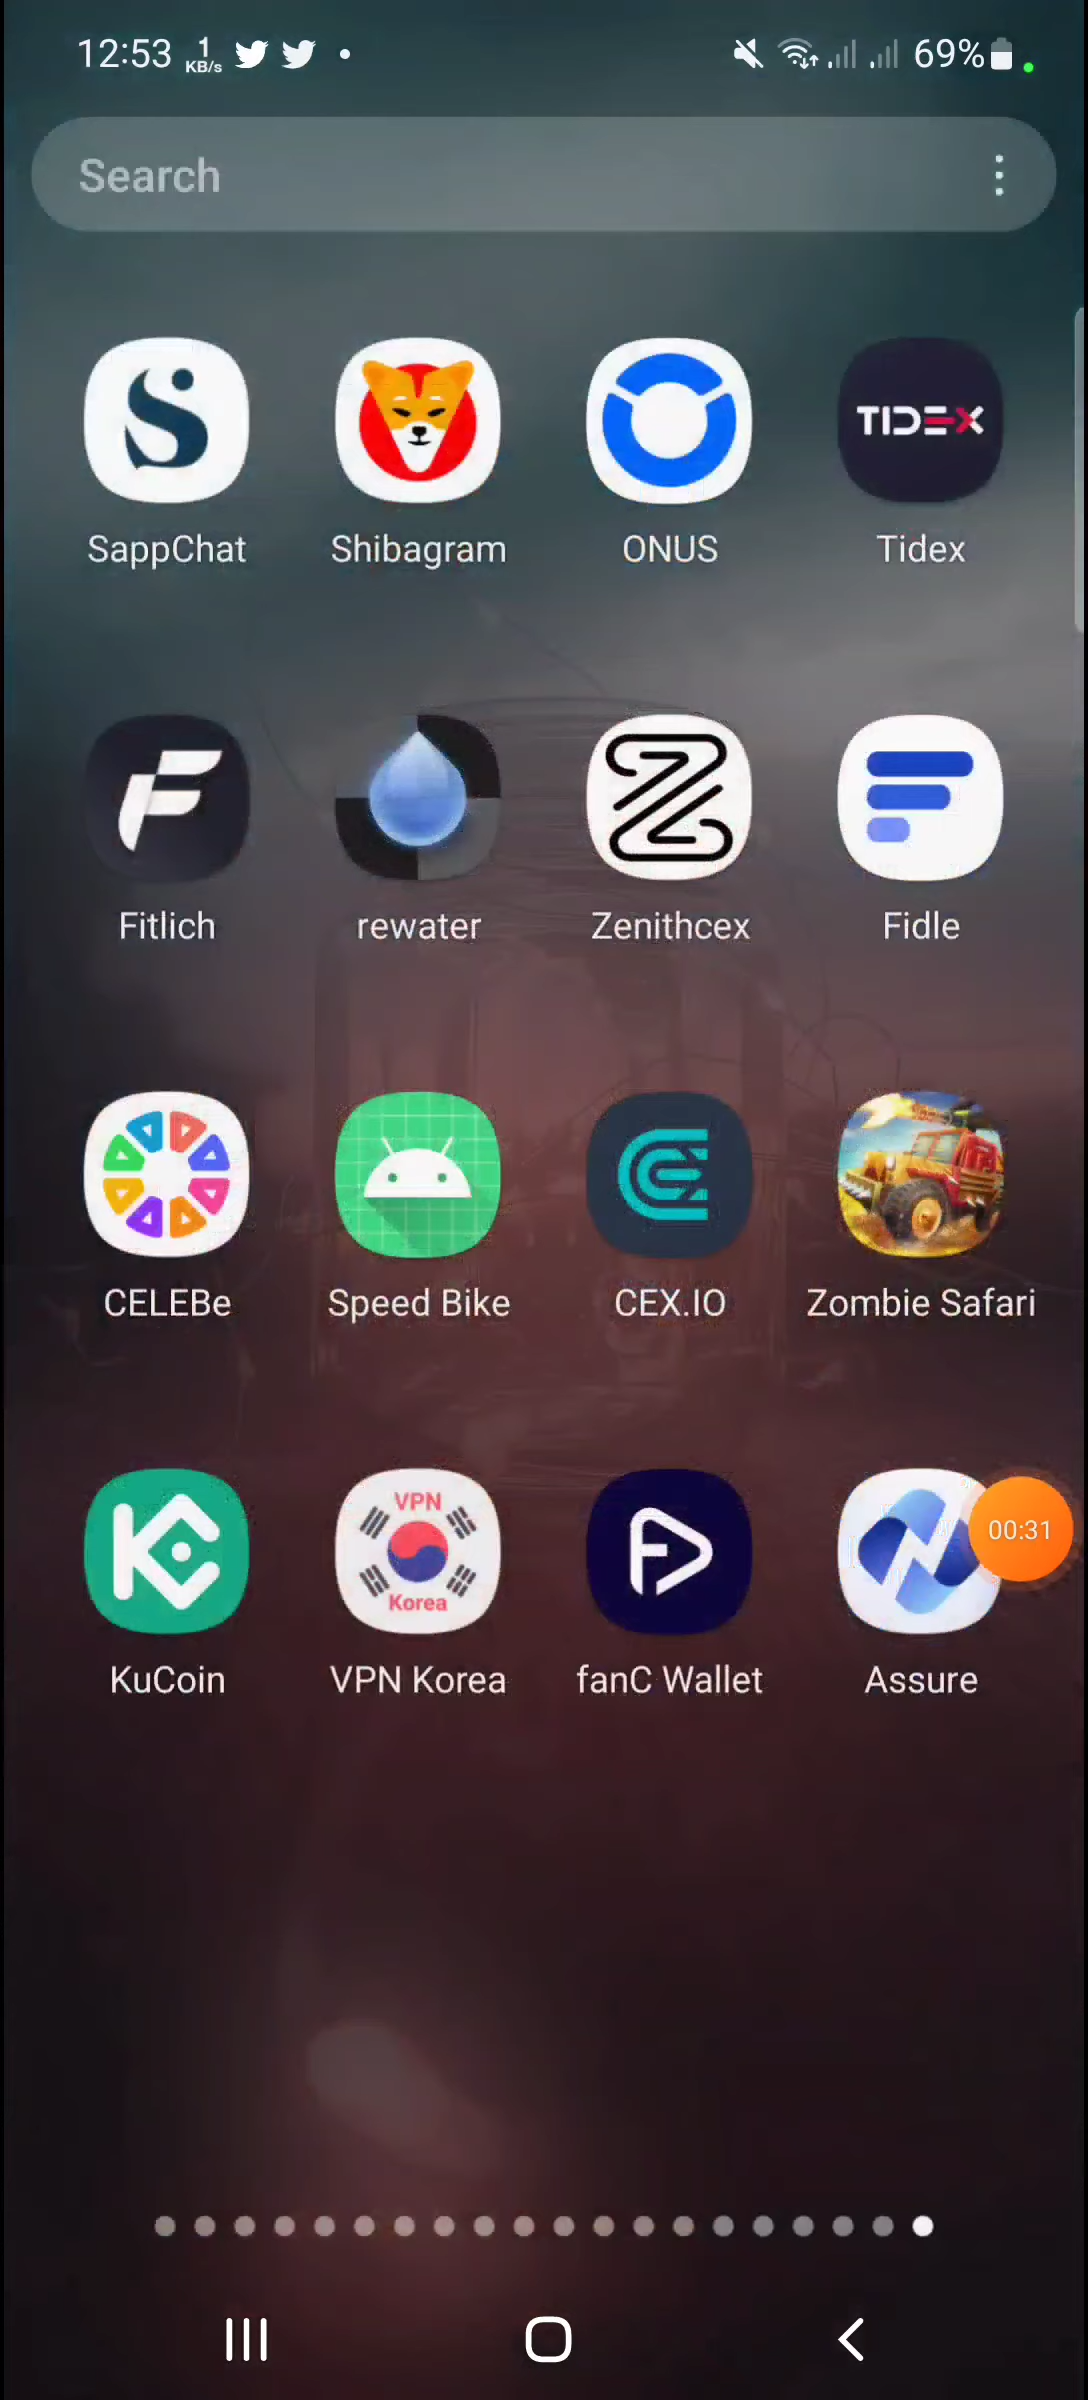 12:53 1 KB/s 69%
Search
TIDEX
SappChat Shibagram ONUS Tidex
Fitlich rewater Zenithcex Fidle
CELEBe Speed Bike CEX.IO Zombie Safari
VPN
Korea
00:31
KuCoin VPN Korea fanC Wallet Assure